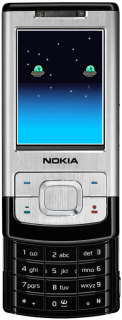 NOKIA
1 2 abc def 3
4 ghi 5 jkl mno 6
7 pqrs 8 tuv wxyz 9
* + 0 #